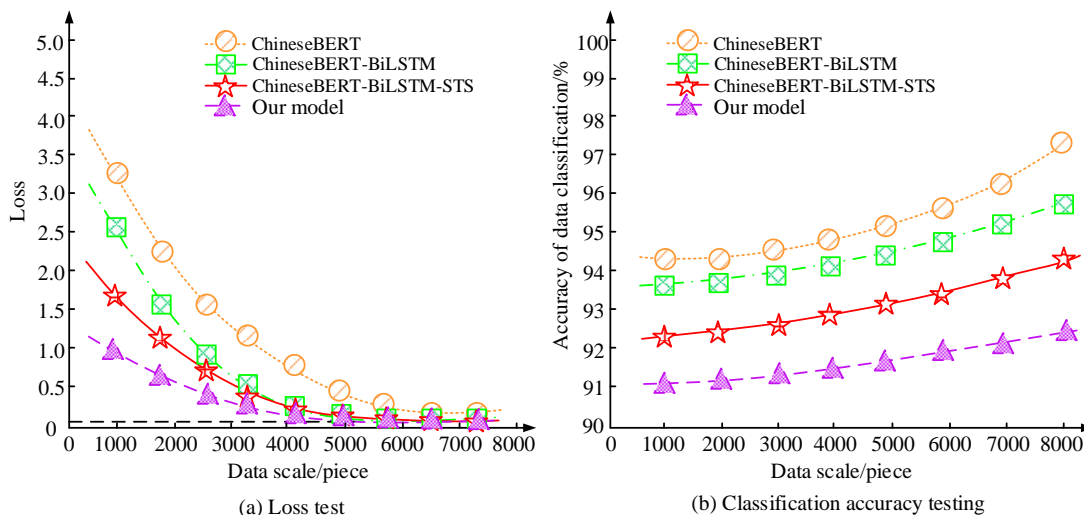 5.0
4.5
4.0
3.5
3.0
2.5
2.0
1.5
1.0
0.5
0
Loss
ChineseBERT
ChineseBERT-BiLSTM
ChineseBERT-BiLSTM-STS
Our model
0 1000 2000 3000 4000 5000 6000 7000 8000
Data scale/piece
(a) Loss test
100
99
98
96
97
95
94
93
92
91
90
Accuracy of data classification/%
ChineseBERT
ChineseBERT-BiLSTM
ChineseBERT-BiLSTM-STS
Our model
0 1000 2000 3000 4000 5000 6000 7000 8000
Data scale/piece
(b) Classification accuracy testing